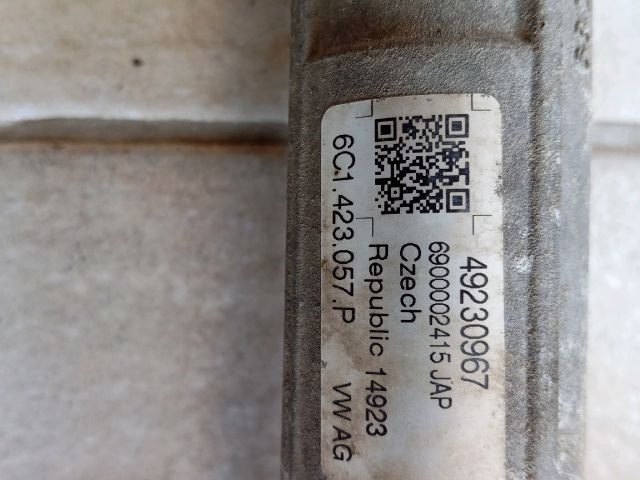 49230967
6900002415 JAP
Czech
Republic 14923
6C1.423.057.P VW AG